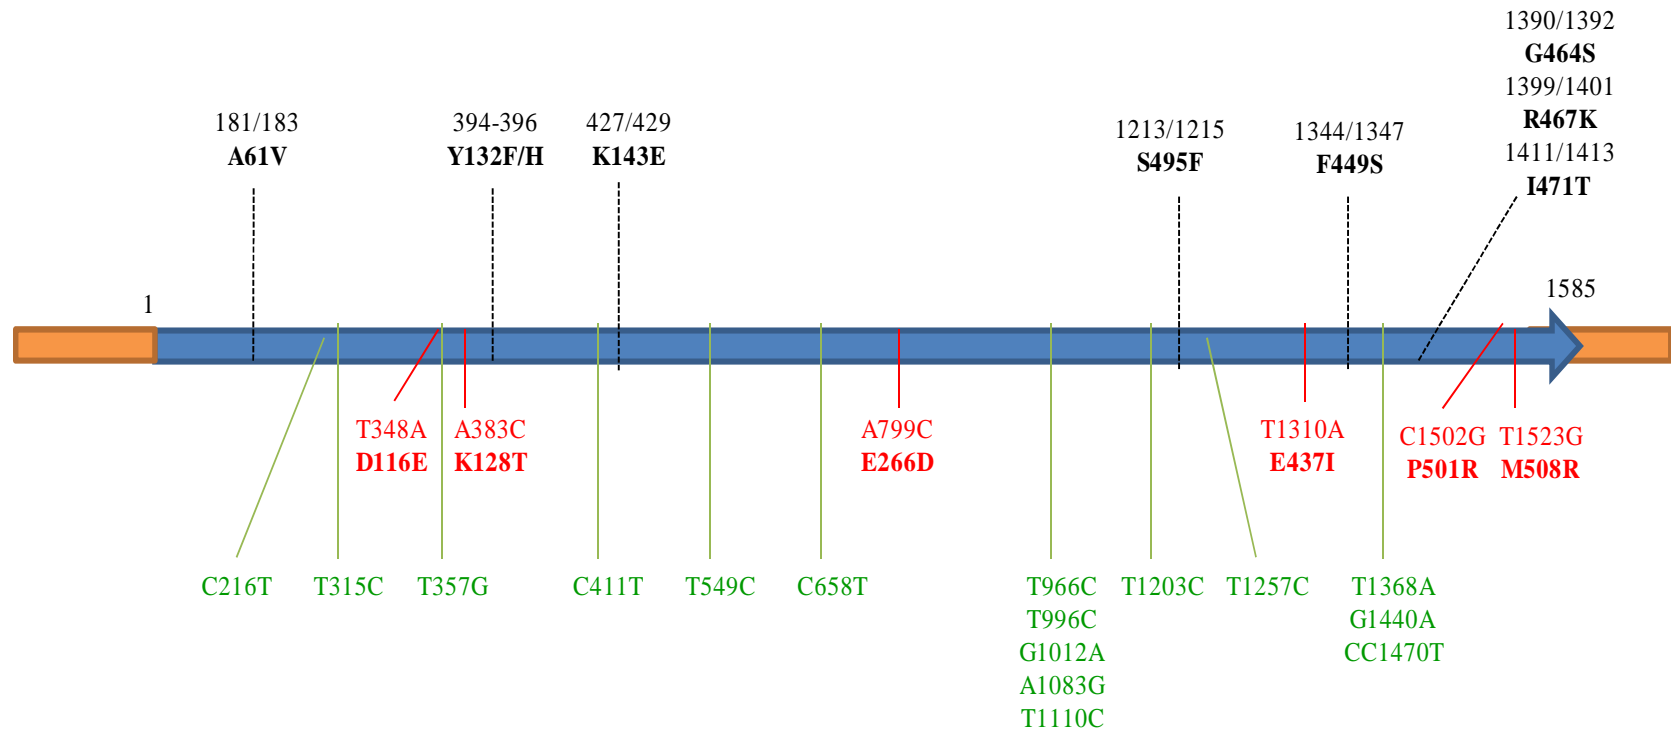 1390/1392
G464S
1399/1401
R467K
1411/1413
I471T
181/183
A61V
394-396
Y132F/H
427/429
K143E
1213/1215
S495F
1344/1347
F449S
1
1585
T348A
D116E
A383C
K128T
A799C
E266D
T1310A
E437I
C1502G
P501R
T1523G
M508R
C216T
T315C
T357G
C411T
T549C
C658T
T966C
T996C
G1012A
A1083G
T1110C
T1203C
T1257C
T1368A
G1440A
CC1470T